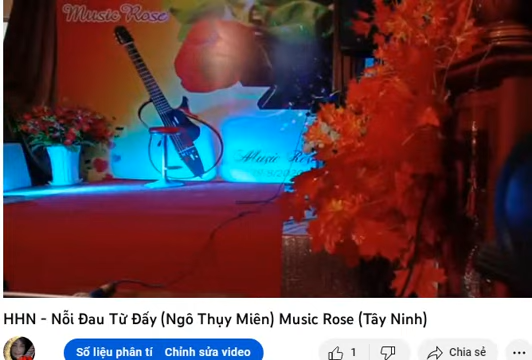 Music Rose
Music Rose
HHN - Nỗi Đau Từ Đấy (Ngô Thụy Miên) Music Rose (Tây Ninh)
Số liệu phân tí Chỉnh sửa video
1
Chia sẻ